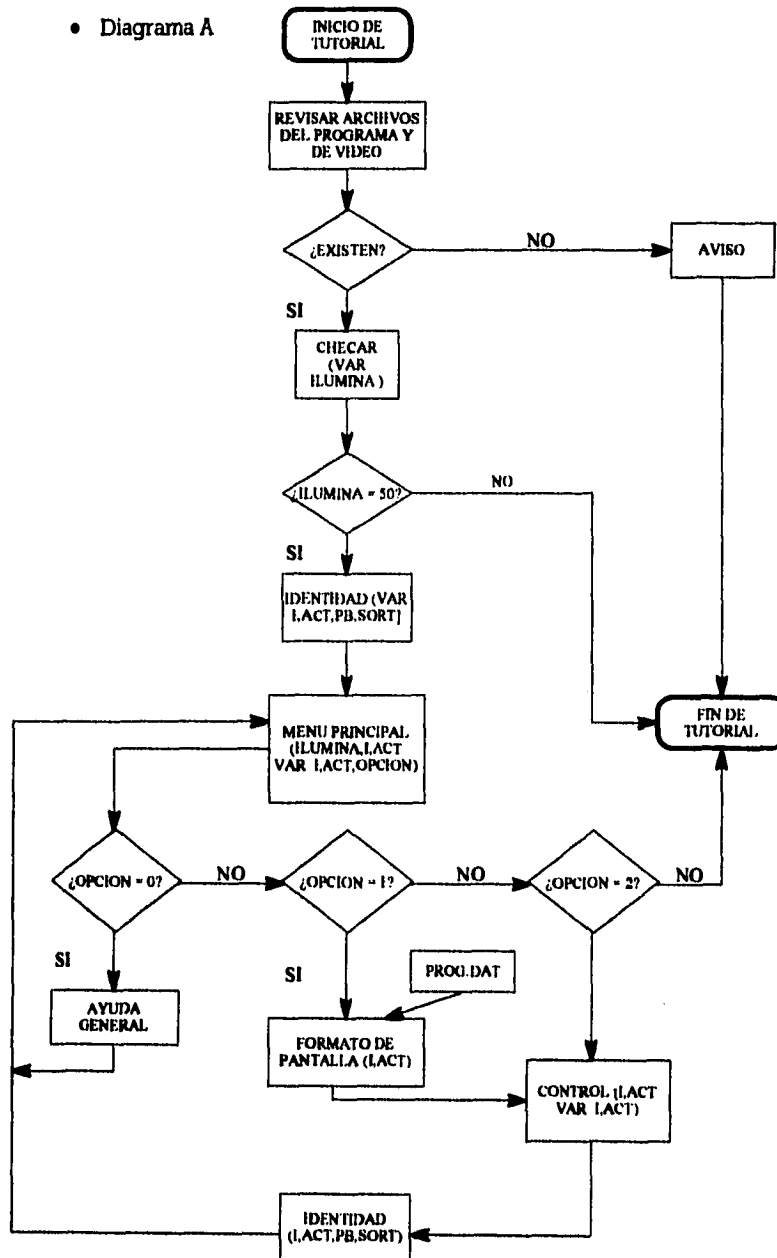 • Diagrama A
INICIO DE
TUTORIAL
REVISAR ARCHIVOS
DEL PROGRAMA Y
DE VIDEO
¿EXISTEN?
NO
AVISO
SI
CHECAR
(VAR
ILUMINA )
¿ILUMINA = 50?
NO
SI
IDENTIDAD (VAR
I,ACT,PB,SORT]
MENU PRINCIPAL
(ILUMINA,I,ACT
VAR I,ACT,OPCION)
FIN DE
TUTORIAL
¿OPCION = 0?
NO
¿OPCION = 1?
NO
¿OPCION = 2?
NO
SI
AYUDA
GENERAL
SI
PROG.DAT
FORMATO DE
PANTALLA (I,ACT)
CONTROL (I,ACT
VAR I,ACT)
IDENTIDAD
(I,ACT,PB,SORT)